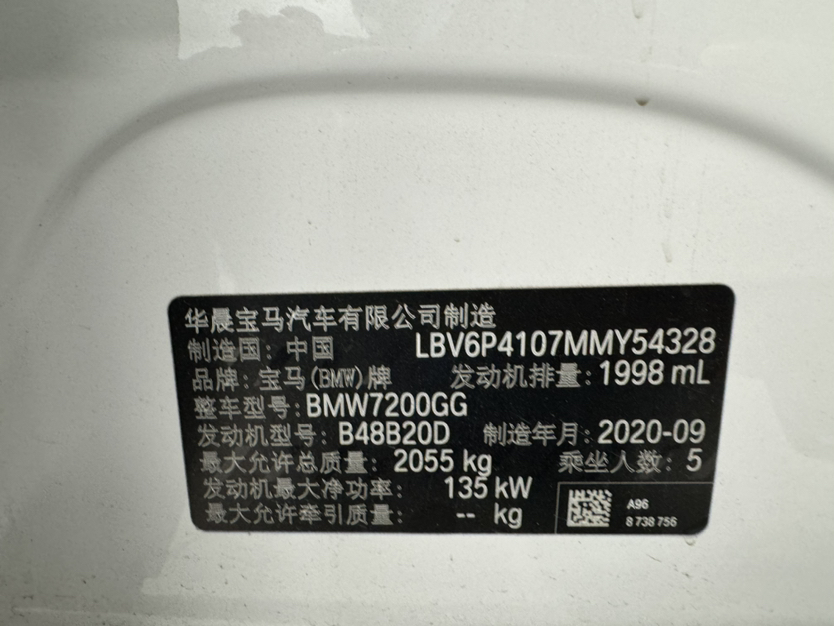 华晨宝马汽车有限公司制造
制造国: 中国 LBV6P4107MMY54328
品牌: 宝马(BMW)牌 发动机排量: 1998 mL
整车型号: BMW7200GG
发动机型号: B48B20D 制造年月: 2020-09
最大允许总质量: 2055 kg 乘坐人数: 5
发动机最大净功率: 135 kW
最大允许牵引质量: -- kg
A96
8 738 756